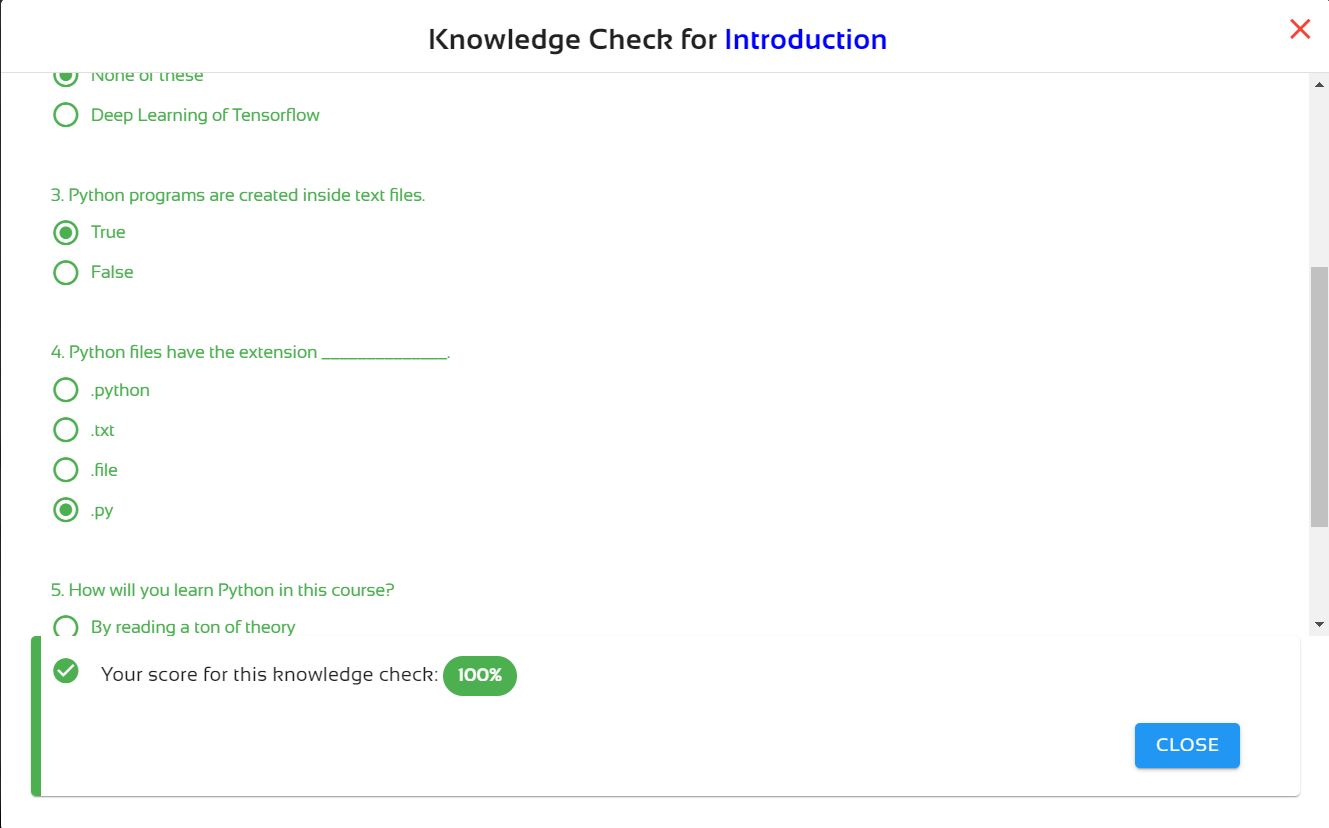 Knowledge Check for Introduction
None of these
Deep Learning of Tensorflow
3. Python programs are created inside text files.
True
False
4. Python files have the extension ______________.
.python
.txt
.file
.py
5. How will you learn Python in this course?
By reading a ton of theory
Your score for this knowledge check: 100%
CLOSE